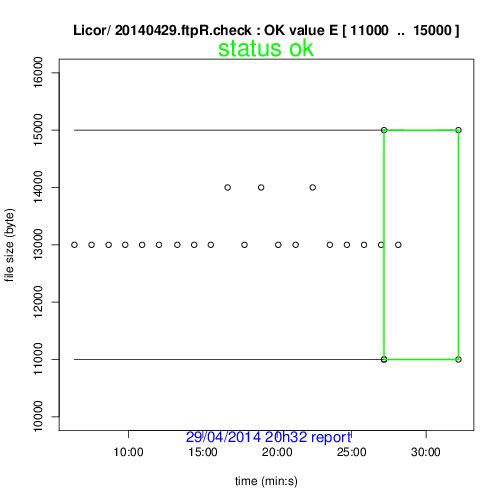 Licor/ 20140429.ftpR.check : OK value E [ 11000  ..  15000 ]
status ok
16000
15000
14000
13000
12000
11000
10000
file size (byte)
29/04/2014 20h32 report
10:00 15:00 20:00 25:00 30:00
time (min:s)